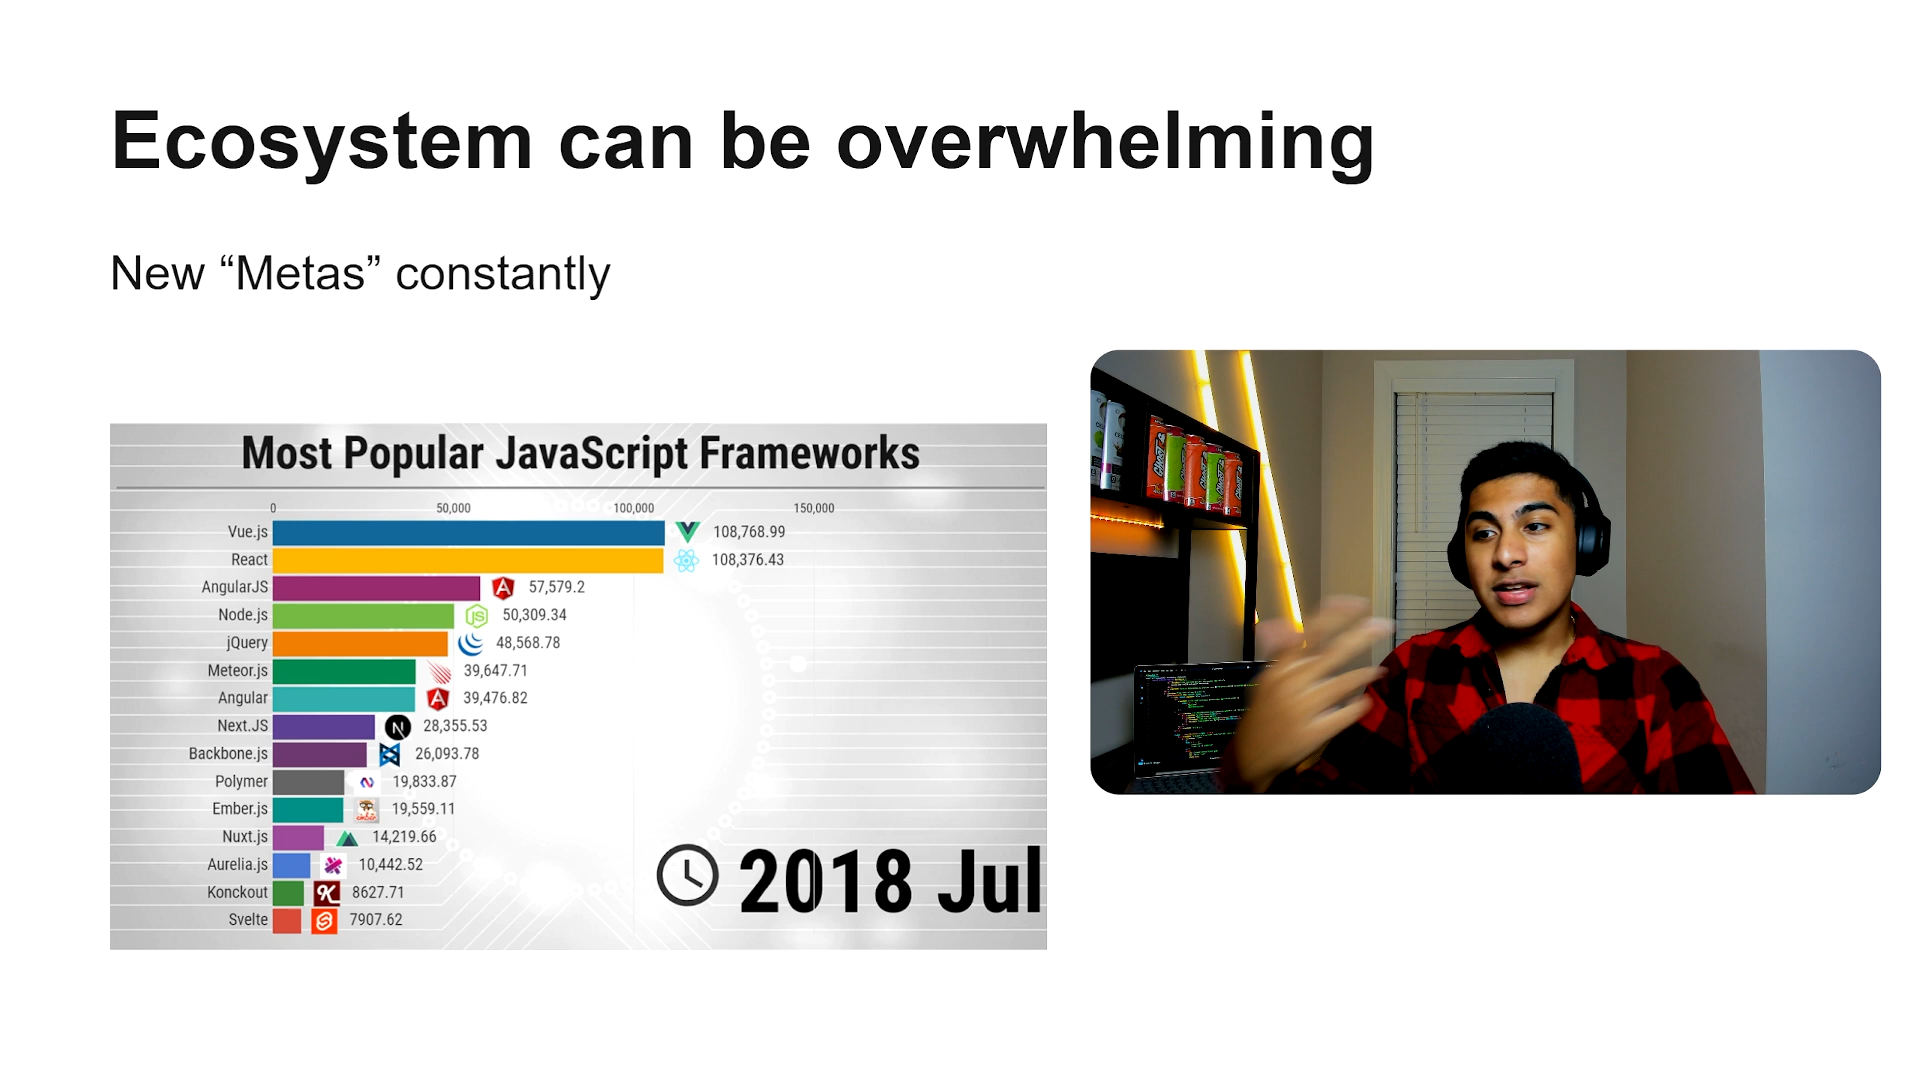 Ecosystem can be overwhelming
New “Metas” constantly
Most Popular JavaScript Frameworks
0 50,000 100,000 150,000
Vue.js 108,768.99
React 108,376.43
AngularJS 57,579.2
Node.js JS 50,309.34
jQuery 48,568.78
Meteor.js 39,647.71
Angular 39,476.82
Next.JS N 28,355.53
Backbone.js 26,093.78
Polymer 19,833.87
Ember.js ember 19,559.11
Nuxt.js 14,219.66
Aurelia.js 10,442.52
Konckout K 8627.71
Svelte 7907.62
2018 Jul
GHOST